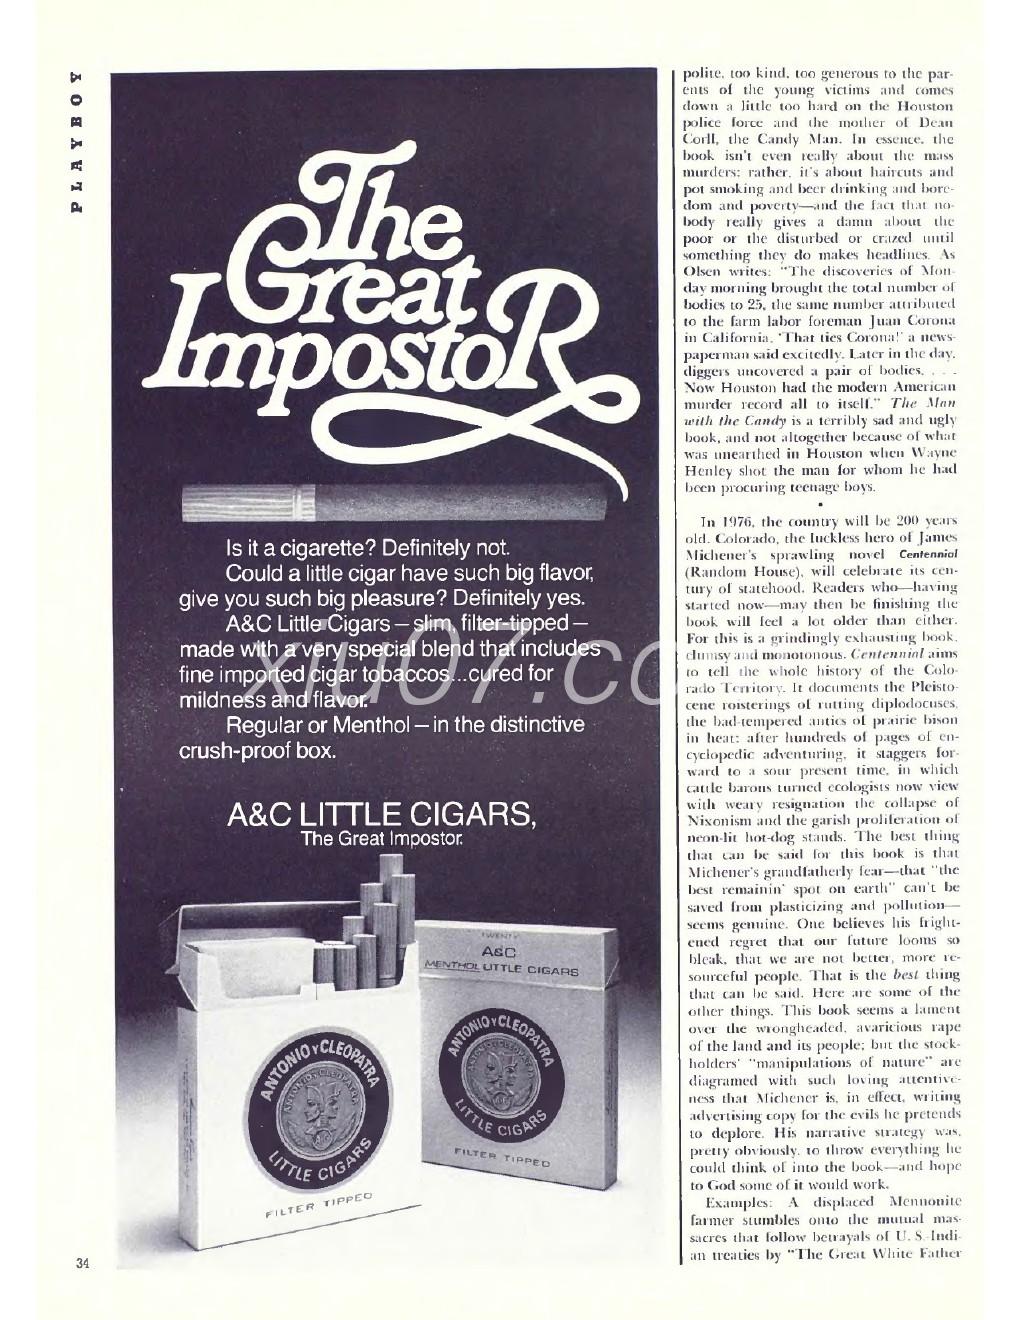 PLAYBOY
The
Great
Impostor
Is it a cigarette? Definitely not.
Could a little cigar have such big flavor,
give you such big pleasure? Definitely yes.
A&C Little Cigars – slim, filter-tipped –
made with a very special blend that includes
fine imported cigar tobaccos...cured for
mildness and flavor.
Regular or Menthol – in the distinctive
crush-proof box.
A&C LITTLE CIGARS,
The Great Impostor.
TWENTY
A&C
MENTHOL LITTLE CIGARS
ANTONIO Y CLEOPATRA
LITTLE CIGARS
FILTER TIPPED
ANTONIO Y CLEOPATRA
LITTLE CIGARS
FILTER TIPPED
34
polite, too kind, too generous to the par-
ents of the young victims and comes
down a little too hard on the Houston
police force and the mother of Dean
Corll, the Candy Man. In essence, the
book isn't even really about the mass
murders; rather, it's about haircuts and
pot smoking and beer drinking and bore-
dom and poverty—and the fact that no-
body really gives a damn about the
poor or the disturbed or crazed until
something they do makes headlines. As
Olsen writes: "The discoveries of Mon-
day morning brought the total number of
bodies to 25, the same number attributed
to the farm labor foreman Juan Corona
in California. 'That ties Corona!' a news-
paperman said excitedly. Later in the day,
diggers uncovered a pair of bodies. . . .
Now Houston had the modern American
murder record all to itself." The Man
with the Candy is a terribly sad and ugly
book, and not altogether because of what
was unearthed in Houston when Wayne
Henley shot the man for whom he had
been procuring teenage boys.
•
In 1976, the country will be 200 years
old. Colorado, the luckless hero of James
Michener's sprawling novel Centennial
(Random House), will celebrate its cen-
tury of statehood. Readers who—having
started now—may then be finishing the
book will feel a lot older than either.
For this is a grindingly exhausting book,
clumsy and monotonous. Centennial aims
to tell the whole history of the Colo-
rado Territory. It documents the Pleisto-
cene roisterings of rutting diplodocuses,
the bad-tempered antics of prairie bison
in heat; after hundreds of pages of en-
cyclopedic adventuring, it staggers for-
ward to a sour present time, in which
cattle barons turned ecologists now view
with weary resignation the collapse of
Nixonism and the garish proliferation of
neon-lit hot-dog stands. The best thing
that can be said for this book is that
Michener's grandfatherly fear—that "the
best remainin' spot on earth" can't be
saved from plasticizing and pollution—
seems genuine. One believes his fright-
ened regret that our future looms so
bleak, that we are not better, more re-
sourceful people. That is the best thing
that can be said. Here are some of the
other things. This book seems a lament
over the wrongheaded, avaricious rape
of the land and its people; but the stock-
holders' "manipulations of nature" are
diagramed with such loving attentive-
ness that Michener is, in effect, writing
advertising copy for the evils he pretends
to deplore. His narrative strategy was,
pretty obviously, to throw everything he
could think of into the book—and hope
to God some of it would work.
Examples: A displaced Mennonite
farmer stumbles onto the mutual mas-
sacres that follow betrayals of U. S.-Indi-
an treaties by "The Great White Father
xiu07.co